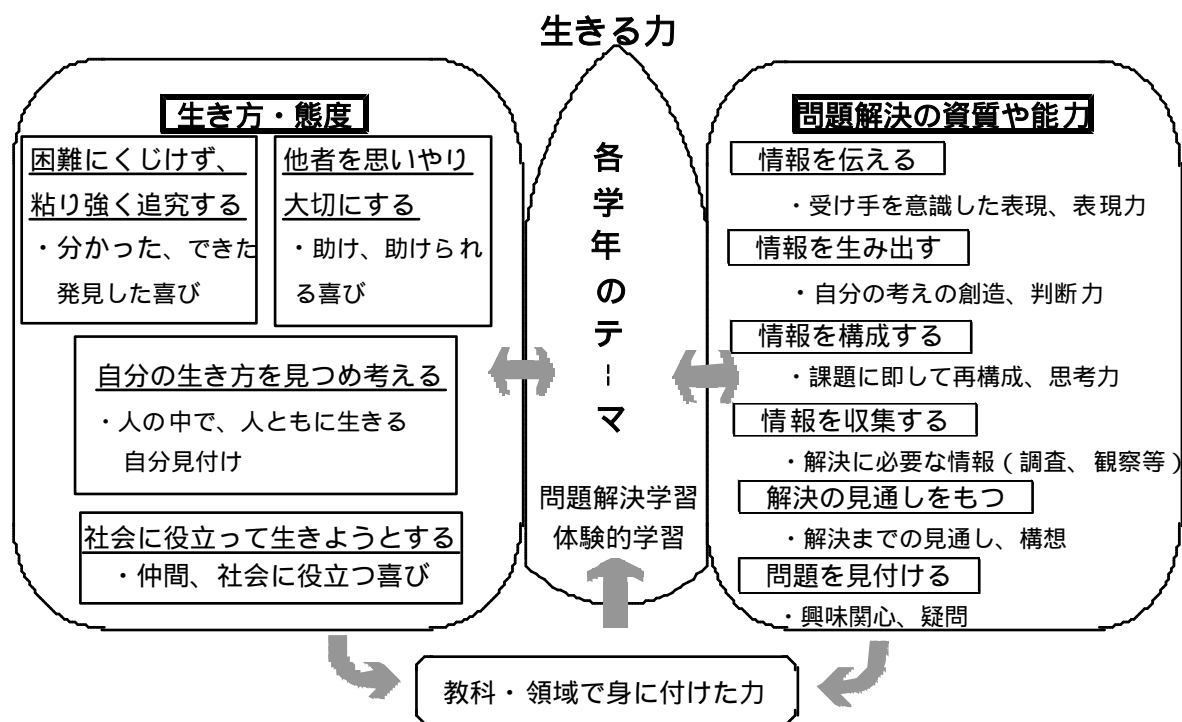 生きる力
生き方・態度
困難にくじけず、
粘り強く追究する
・分かった、できた
発見した喜び
他者を思いやり
大切にする
・助け、助けられ
る喜び
自分の生き方を見つめ考える
・人の中で、人ともに生きる
自分見付け
社会に役立って生きようとする
・仲間、社会に役立つ喜び
各学年のテーマ
問題解決学習
体験的学習
問題解決の資質や能力
情報を伝える
・受け手を意識した表現、表現力
情報を生み出す
・自分の考えの創造、判断力
情報を構成する
・課題に即して再構成、思考力
情報を収集する
・解決に必要な情報(調査、観察等)
解決の見通しをもつ
・解決までの見通し、構想
問題を見付ける
・興味関心、疑問
教科・領域で身に付けた力